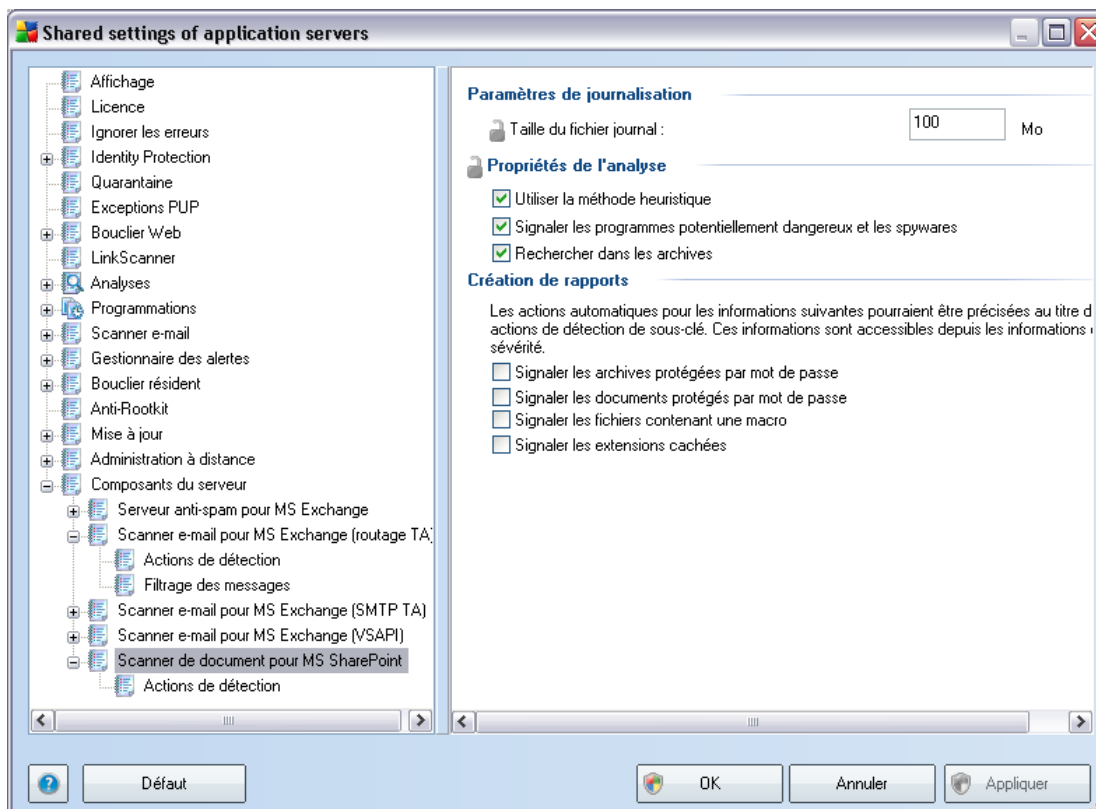 Shared settings of application servers
Affichage
Licence
Ignorer les erreurs
Identity Protection
Quarantaine
Exceptions PUP
Bouclier Web
LinkScanner
Analyses
Programmations
Scanner e-mail
Gestionnaire des alertes
Bouclier résident
Anti-Rootkit
Mise à jour
Administration à distance
Composants du serveur
Serveur anti-spam pour MS Exchange
Scanner e-mail pour MS Exchange (routage TA)
Actions de détection
Filtrage des messages
Scanner e-mail pour MS Exchange (SMTP TA)
Scanner e-mail pour MS Exchange (VSAPI)
Scanner de document pour MS SharePoint
Actions de détection
Paramètres de journalisation
Taille du fichier journal : 100 Mo
Propriétés de l'analyse
Utiliser la méthode heuristique
Signaler les programmes potentiellement dangereux et les spywares
Rechercher dans les archives
Création de rapports
Les actions automatiques pour les informations suivantes pourraient être précisées au titre d
actions de détection de sous-clé. Ces informations sont accessibles depuis les informations
sévérité.
Signaler les archives protégées par mot de passe
Signaler les documents protégés par mot de passe
Signaler les fichiers contenant une macro
Signaler les extensions cachées
Défaut
OK
Annuler
Appliquer